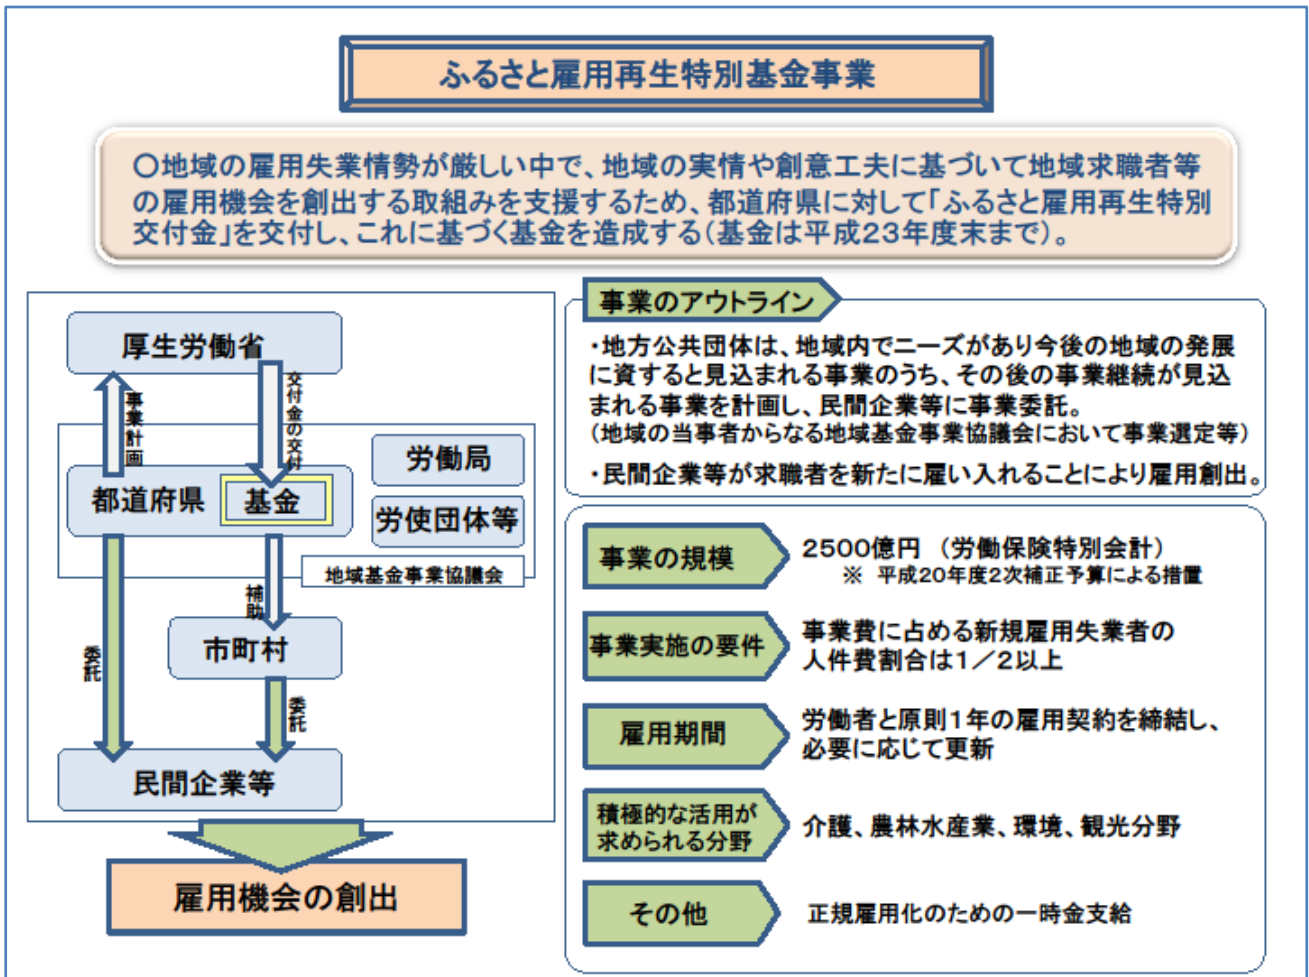 ふるさと雇用再生特別基金事業
○地域の雇用失業情勢が厳しい中で、地域の実情や創意工夫に基づいて地域求職者等
の雇用機会を創出する取組みを支援するため、都道府県に対して「ふるさと雇用再生特別
交付金」を交付し、これに基づく基金を造成する(基金は平成23年度末まで)。
厚生労働省
事業計画
交付金の交付
労働局
都道府県
基金
労使団体等
地域基金事業協議会
補助
市町村
委託
委託
民間企業等
雇用機会の創出
事業のアウトライン
・地方公共団体は、地域内でニーズがあり今後の地域の発展
に資すると見込まれる事業のうち、その後の事業継続が見込
まれる事業を計画し、民間企業等に事業委託。
(地域の当事者からなる地域基金事業協議会において事業選定等)
・民間企業等が求職者を新たに雇い入れることにより雇用創出。
事業の規模
2500億円 (労働保険特別会計)
※ 平成20年度2次補正予算による措置
事業実施の要件
事業費に占める新規雇用失業者の
人件費割合は1/2以上
雇用期間
労働者と原則1年の雇用契約を締結し、
必要に応じて更新
積極的な活用が
求められる分野
介護、農林水産業、環境、観光分野
その他
正規雇用化のための一時金支給